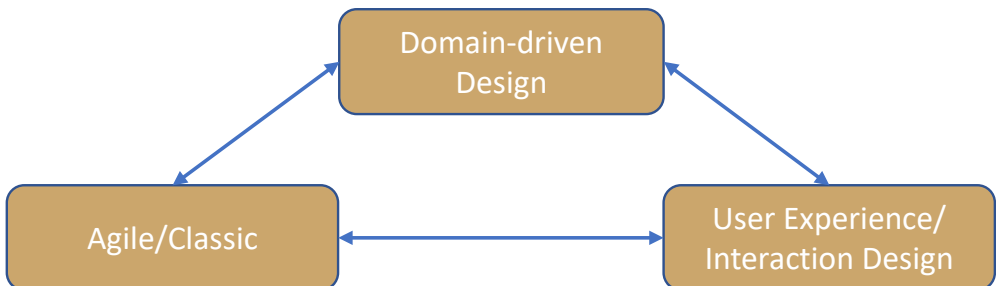 Domain-driven
Design
Agile/Classic
User Experience/
Interaction Design